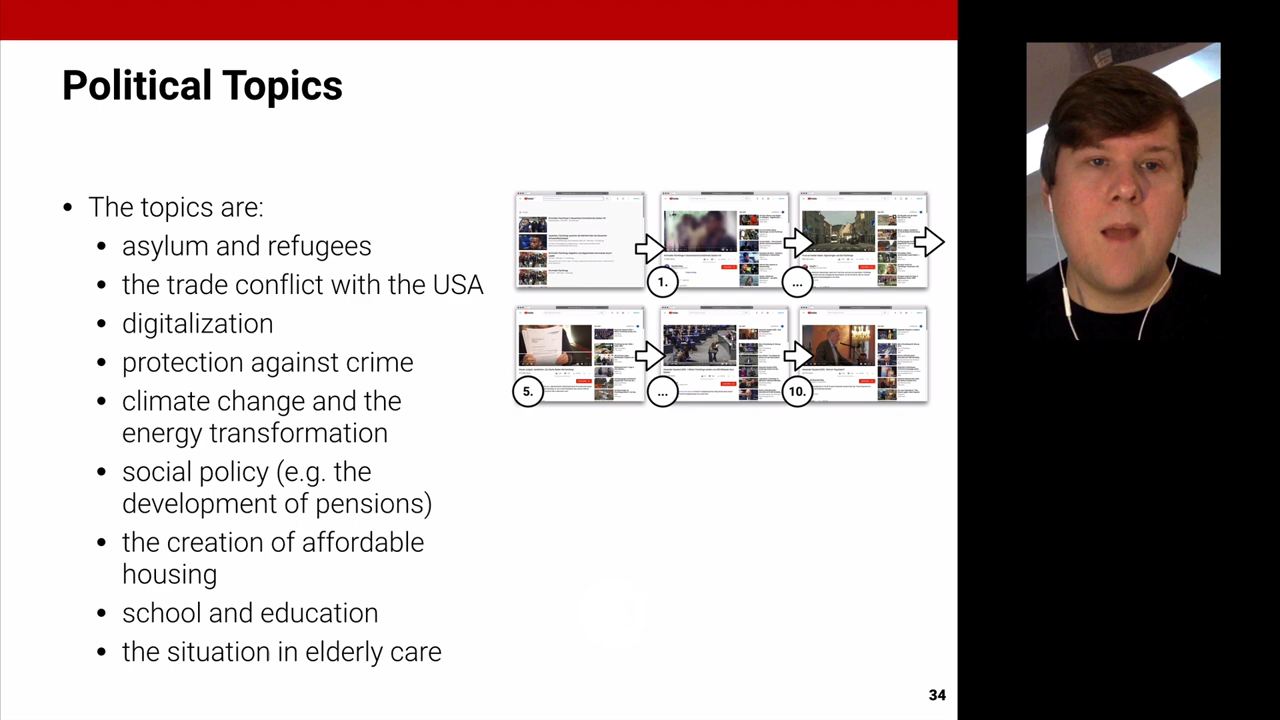 Political Topics
• The topics are:
• asylum and refugees
• the trade conflict with the USA
• digitalization
• protection against crime
• climate change and the
energy transformation
• social policy (e.g. the
development of pensions)
• the creation of affordable
housing
• school and education
• the situation in elderly care
1.
...
5.
...
10.
34